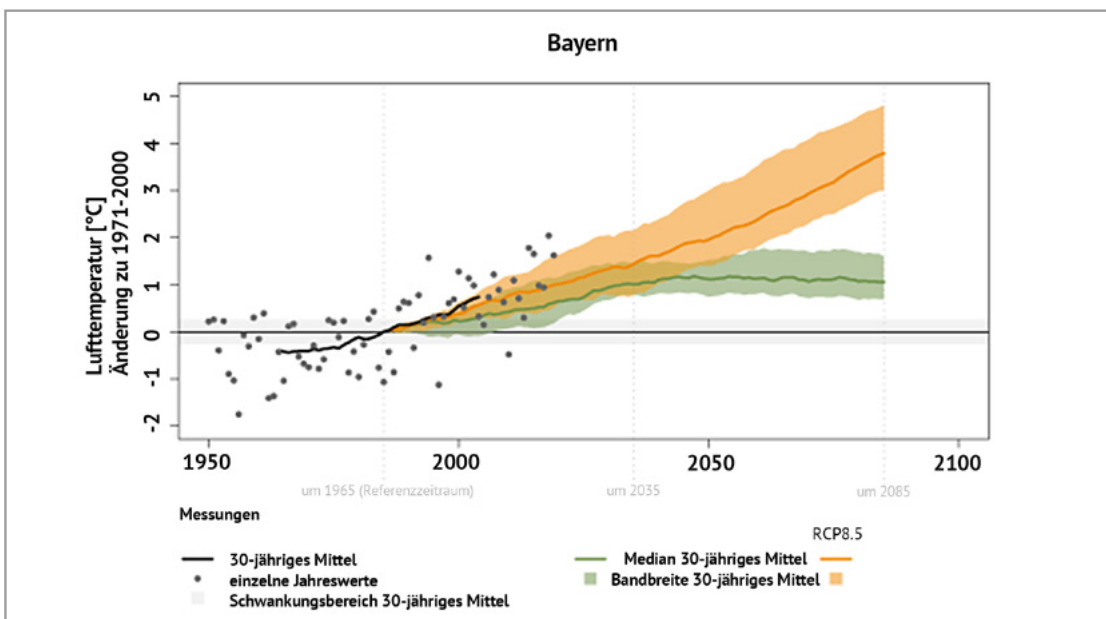 Bayern
Lufttemperatur [°C]
Änderung zu 1971-2000
5
4
3
2
1
0
-1
-2
1950
2000
2050
2100
um 1965 (Referenzzeitraum)
um 2035
um 2085
Messungen
RCP8.5
30-jähriges Mittel
Median 30-jähriges Mittel
einzelne Jahreswerte
Bandbreite 30-jähriges Mittel
Schwankungsbereich 30-jähriges Mittel